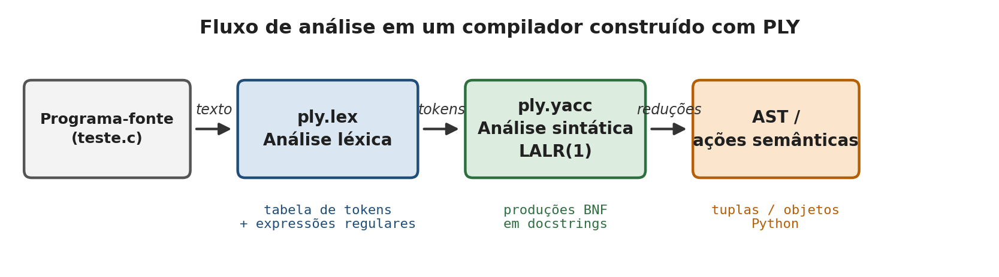 Fluxo de análise em um compilador construído com PLY
Programa-fonte
(teste.c)
texto
ply.lex
Análise léxica
tokens
ply.yacc
Análise sintática
LALR(1)
reduções
AST /
ações semânticas
tabela de tokens
+ expressões regulares
produções BNF
em docstrings
tuplas / objetos
Python